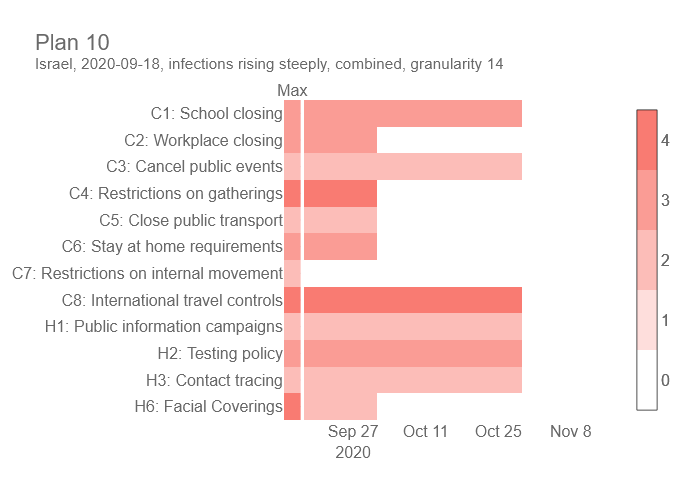 Plan 10
Israel, 2020-09-18, infections rising steeply, combined, granularity 14
Max
C1: School closing
C2: Workplace closing
C3: Cancel public events
C4: Restrictions on gatherings
C5: Close public transport
C6: Stay at home requirements
C7: Restrictions on internal movement
C8: International travel controls
H1: Public information campaigns
H2: Testing policy
H3: Contact tracing
H6: Facial Coverings
Sep 27 Oct 11 Oct 25 Nov 8
2020
4
3
2
1
0